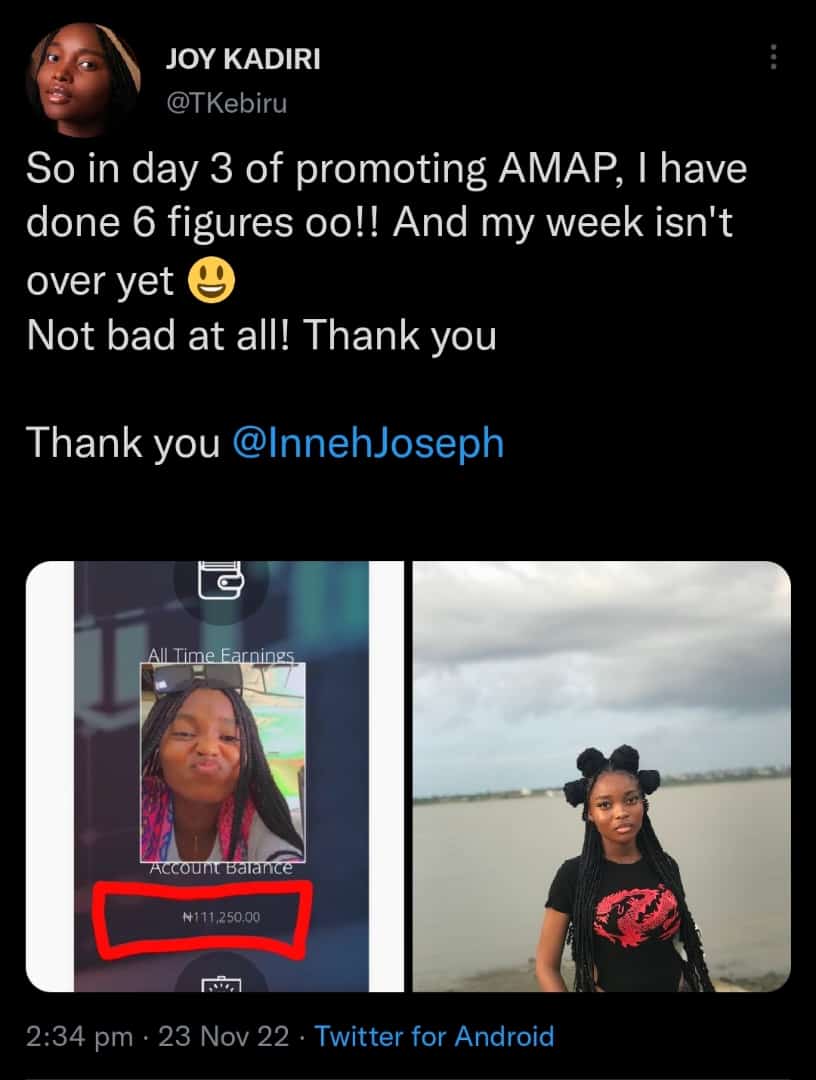 JOY KADIRI
@TKebiru
So in day 3 of promoting AMAP, I have
done 6 figures oo!! And my week isn't
over yet 😃
Not bad at all! Thank you
Thank you @InnehJoseph
All Time Earnings
Account Balance
₦111,250.00
2:34 pm · 23 Nov 22 · Twitter for Android